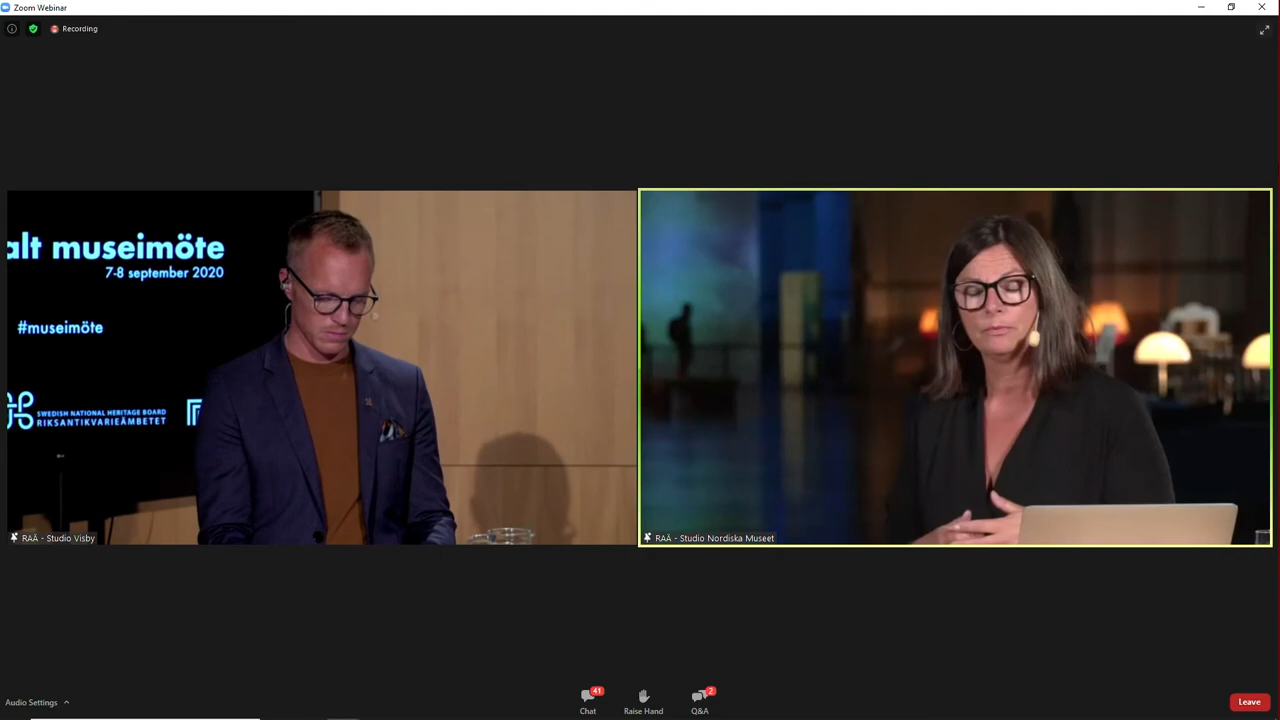 Zoom Webinar
Recording
alt museimöte
7-8 september 2020
#museimöte
SWEDISH NATIONAL HERITAGE BOARD
RIKSANTIKVARIEÄMBETET
RAÄ - Studio Visby
RAÄ - Studio Nordiska Museet
Audio Settings
41
Chat
Raise Hand
2
Q&A
Leave